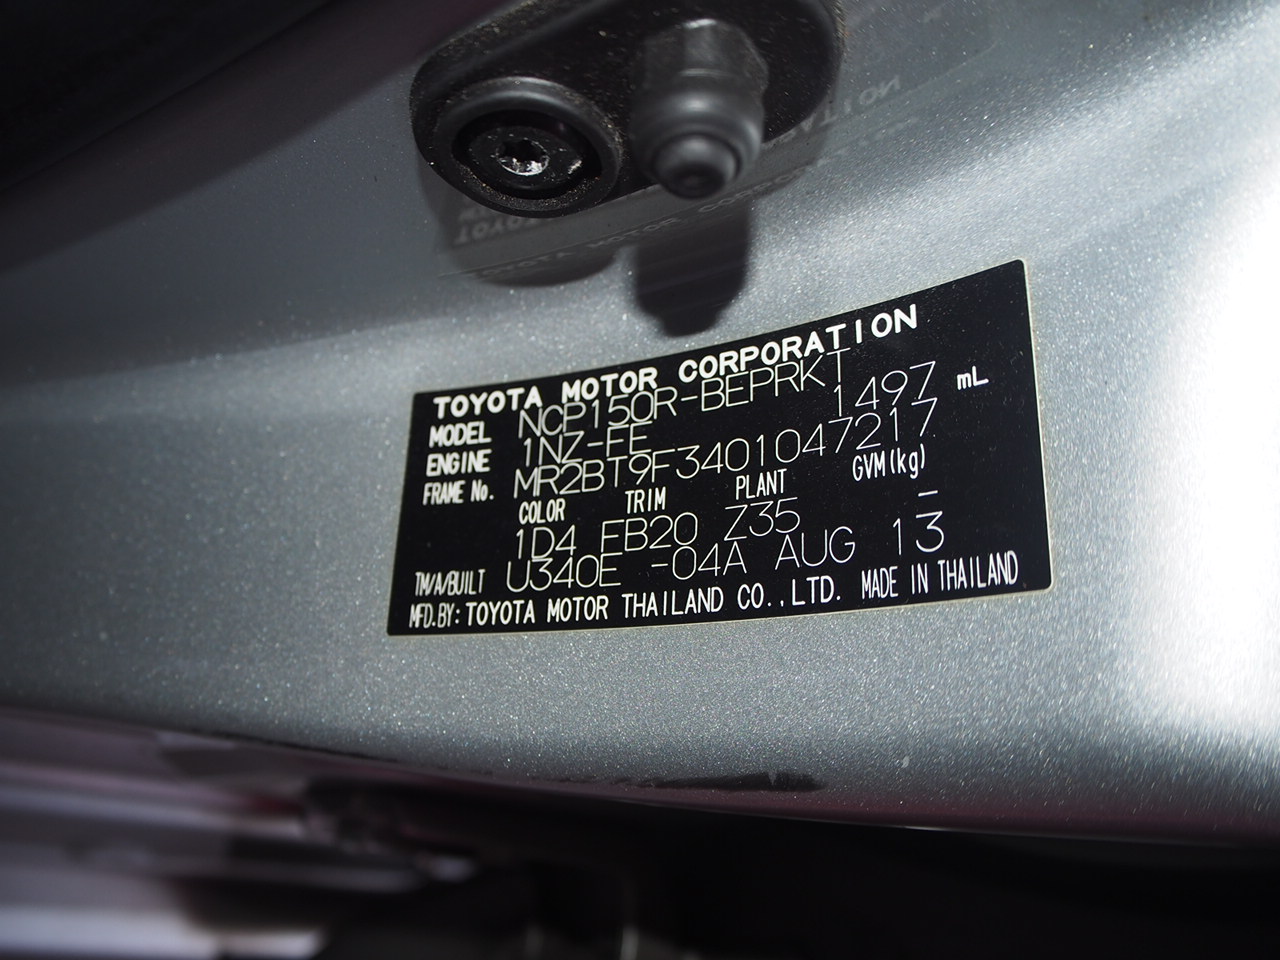 TOYOTA MOTOR CORPORATION
MODEL NCP150R-BEPRKT
ENGINE 1NZ-FE 1497 mL
FRAME No. MR2BT9F3401047217
COLOR TRIM PLANT GVM(kg)
1D4 FB20 Z35 –
TM/A/BUILT U340E -04A AUG 13
MFD.BY: TOYOTA MOTOR THAILAND CO.,LTD. MADE IN THAILAND